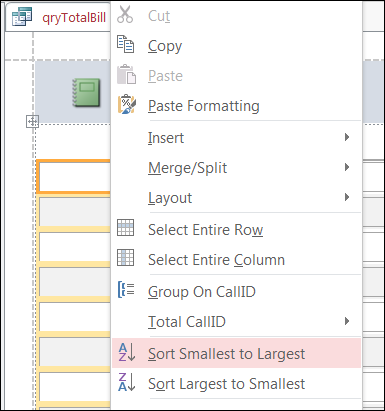 qryTotalBill
Cut
Copy
Paste
Paste Formatting
Insert
Merge/Split
Layout
Select Entire Row
Select Entire Column
Group On CallID
Total CallID
A
Z
Sort Smallest to Largest
Z
A
Sort Largest to Smallest